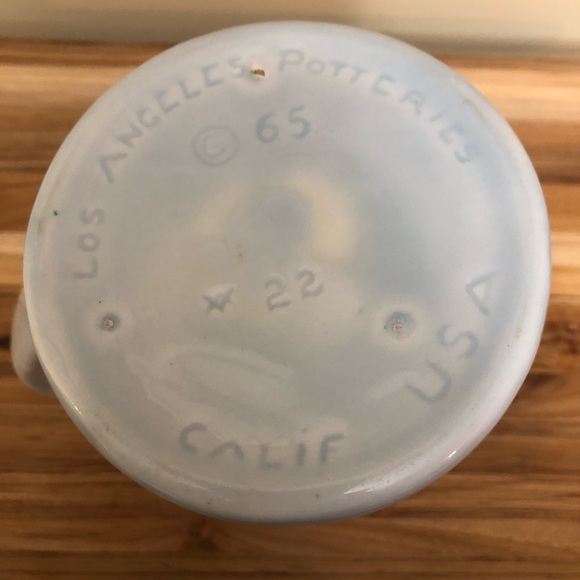 LOS ANGELES POTTERIES
© 65
* 22
CALIF
USA